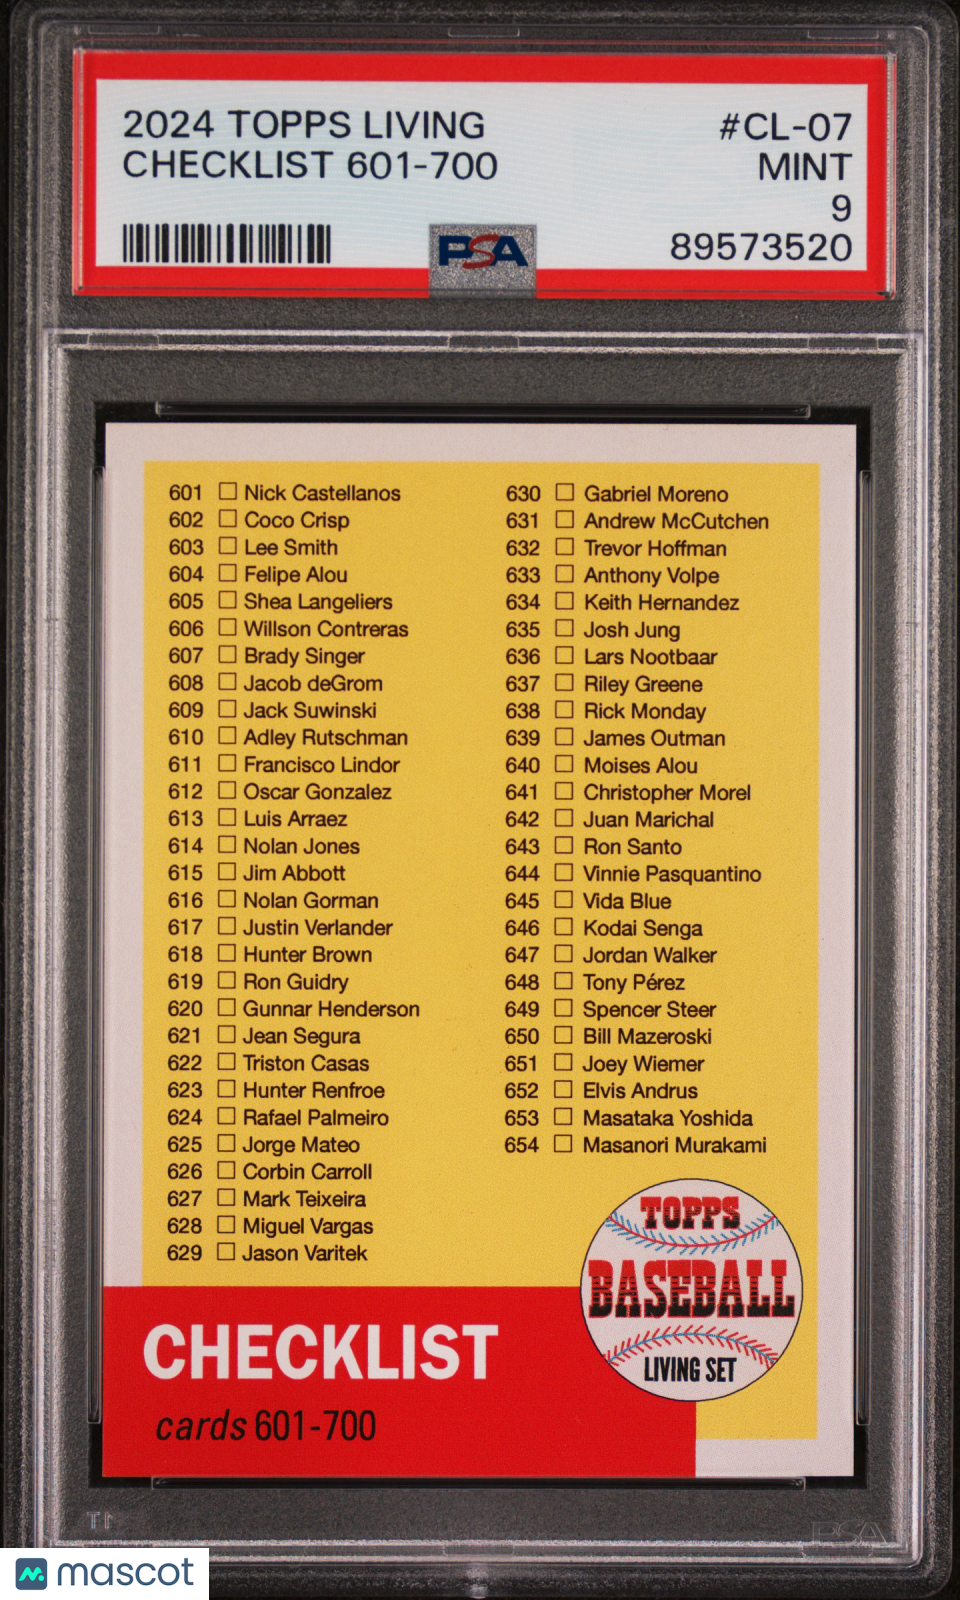 2024 TOPPS LIVING
CHECKLIST 601-700
#CL-07
MINT
9
89573520
PSA
601 Nick Castellanos
602 Coco Crisp
603 Lee Smith
604 Felipe Alou
605 Shea Langeliers
606 Willson Contreras
607 Brady Singer
608 Jacob deGrom
609 Jack Suwinski
610 Adley Rutschman
611 Francisco Lindor
612 Oscar Gonzalez
613 Luis Arraez
614 Nolan Jones
615 Jim Abbott
616 Nolan Gorman
617 Justin Verlander
618 Hunter Brown
619 Ron Guidry
620 Gunnar Henderson
621 Jean Segura
622 Triston Casas
623 Hunter Renfroe
624 Rafael Palmeiro
625 Jorge Mateo
626 Corbin Carroll
627 Mark Teixeira
628 Miguel Vargas
629 Jason Varitek
630 Gabriel Moreno
631 Andrew McCutchen
632 Trevor Hoffman
633 Anthony Volpe
634 Keith Hernandez
635 Josh Jung
636 Lars Nootbaar
637 Riley Greene
638 Rick Monday
639 James Outman
640 Moises Alou
641 Christopher Morel
642 Juan Marichal
643 Ron Santo
644 Vinnie Pasquantino
645 Vida Blue
646 Kodai Senga
647 Jordan Walker
648 Tony Pérez
649 Spencer Steer
650 Bill Mazeroski
651 Joey Wiemer
652 Elvis Andrus
653 Masataka Yoshida
654 Masanori Murakami
TOPPS
BASEBALL
LIVING SET
CHECKLIST
cards 601-700
PSA
mascot